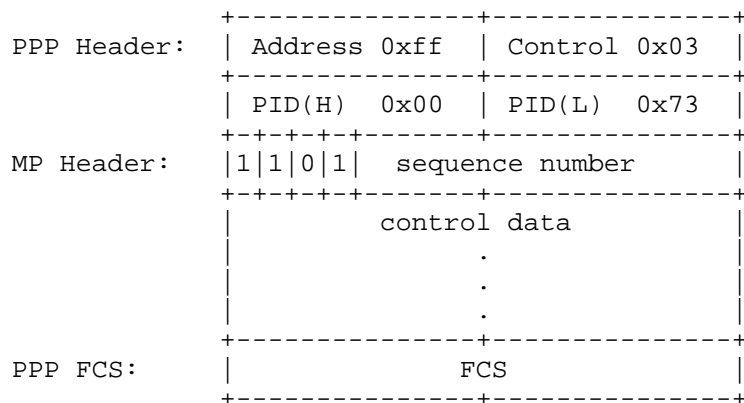 +---------------+---------------+
PPP Header:  | Address 0xff  | Control 0x03  |
             +---------------+---------------+
             | PID(H)  0x00  | PID(L)  0x73  |
             +-+-+-+-+-------+---------------+
MP Header:   |1|1|0|1|  sequence number      |
             +-+-+-+-+-------+---------------+
             |         control data          |
             |               .               |
             |               .               |
             |               .               |
             +---------------+---------------+
PPP FCS:     |              FCS              |
             +---------------+---------------+